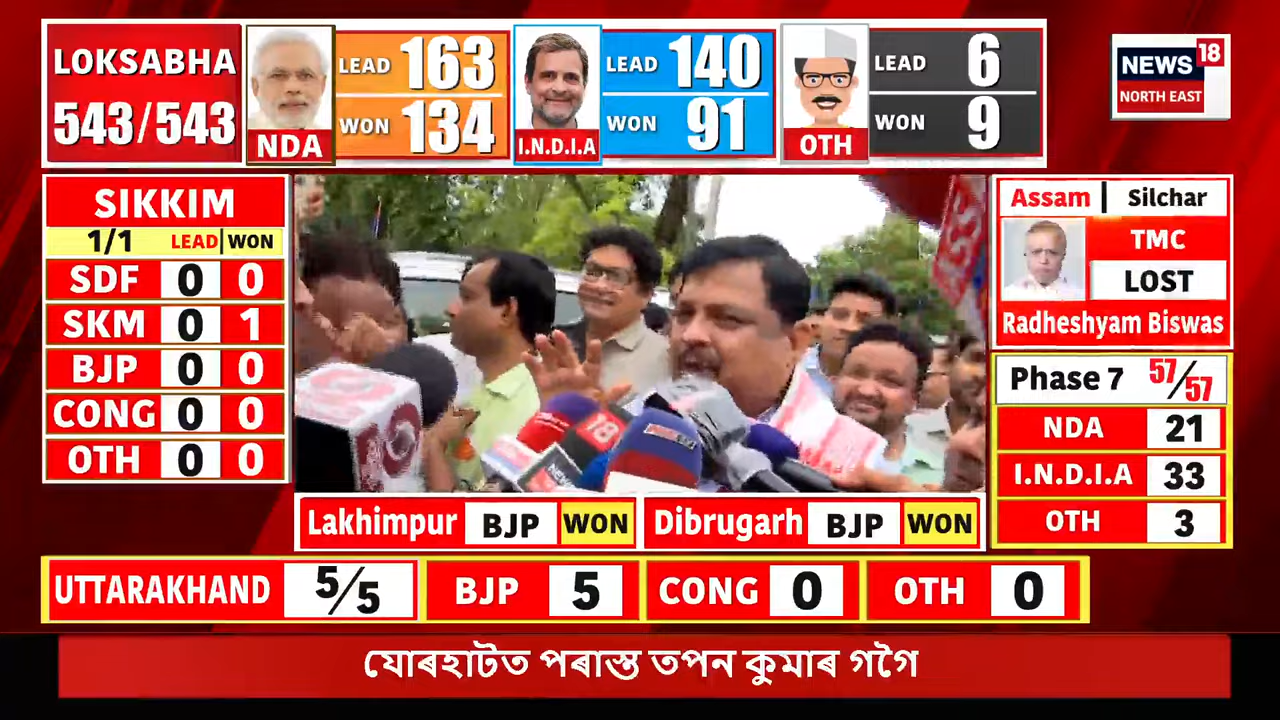 LOKSABHA
543/543
NDA
LEAD 163
WON 134
I.N.D.I.A
LEAD 140
WON 91
OTH
LEAD 6
WON 9
NEWS 18
NORTH EAST
SIKKIM
1/1 LEAD WON
SDF 0 0
SKM 0 1
BJP 0 0
CONG 0 0
OTH 0 0
18
NEWS
Assam | Silchar
TMC
LOST
Radheshyam Biswas
Phase 7 57/57
NDA 21
I.N.D.I.A 33
OTH 3
Lakhimpur BJP WON
Dibrugarh BJP WON
UTTARAKHAND 5/5 BJP 5 CONG 0 OTH 0
যোৰহাটত পৰাস্ত তপন কুমাৰ গগৈ